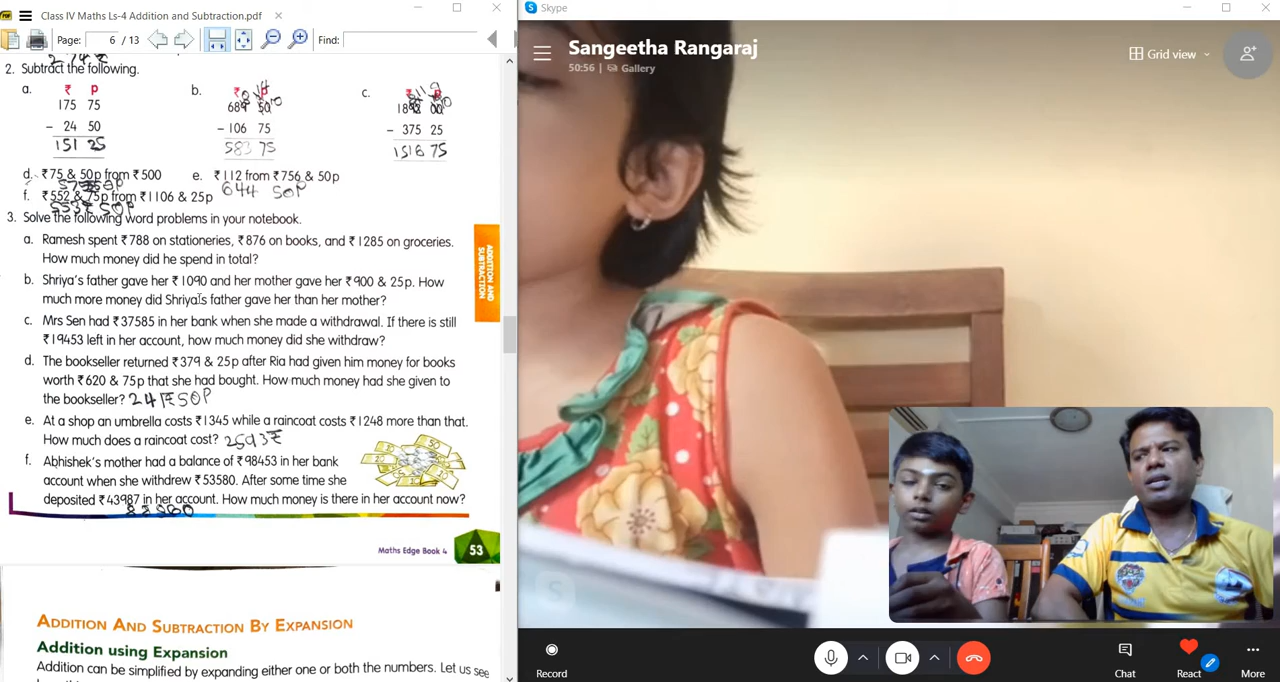 Class IV Maths Ls-4 Addition and Subtraction.pdf
Page: 6 / 13 Find:
2. Subtract the following.
a. ₹ P b. ₹ P c. ₹ P
175 75 689 50 00
- 24 50 - 106 75 - 375 25
151 25 583 75 1516 75
d. ₹75 & 50p from ₹500 e. ₹112 from ₹756 & 50p
644 50P
f. ₹552 & 75p from ₹1106 & 25p
553₹ 50P
3. Solve the following word problems in your notebook.
a. Ramesh spent ₹788 on stationeries, ₹876 on books, and ₹1285 on groceries.
How much money did he spend in total?
b. Shriya's father gave her ₹1090 and her mother gave her ₹900 & 25p. How
much more money did Shriya's father gave her than her mother?
c. Mrs Sen had ₹37585 in her bank when she made a withdrawal. If there is still
₹19453 left in her account, how much money did she withdraw?
d. The bookseller returned ₹379 & 25p after Ria had given him money for books
worth ₹620 & 75p that she had bought. How much money had she given to
the bookseller? 241₹50P
e. At a shop an umbrella costs ₹1345 while a raincoat costs ₹1248 more than that.
How much does a raincoat cost? 2593₹
f. Abhishek's mother had a balance of ₹98453 in her bank
account when she withdrew ₹53580. After some time she
deposited ₹43987 in her account. How much money is there in her account now?
ADDITION AND
SUBTRACTION
Maths Edge Book 4 53
ADDITION AND SUBTRACTION BY EXPANSION
Addition using Expansion
Addition can be simplified by expanding either one or both the numbers. Let us see
Skype
Sangeetha Rangaraj
50:56 | Gallery
Grid view
Record
Chat
React
More